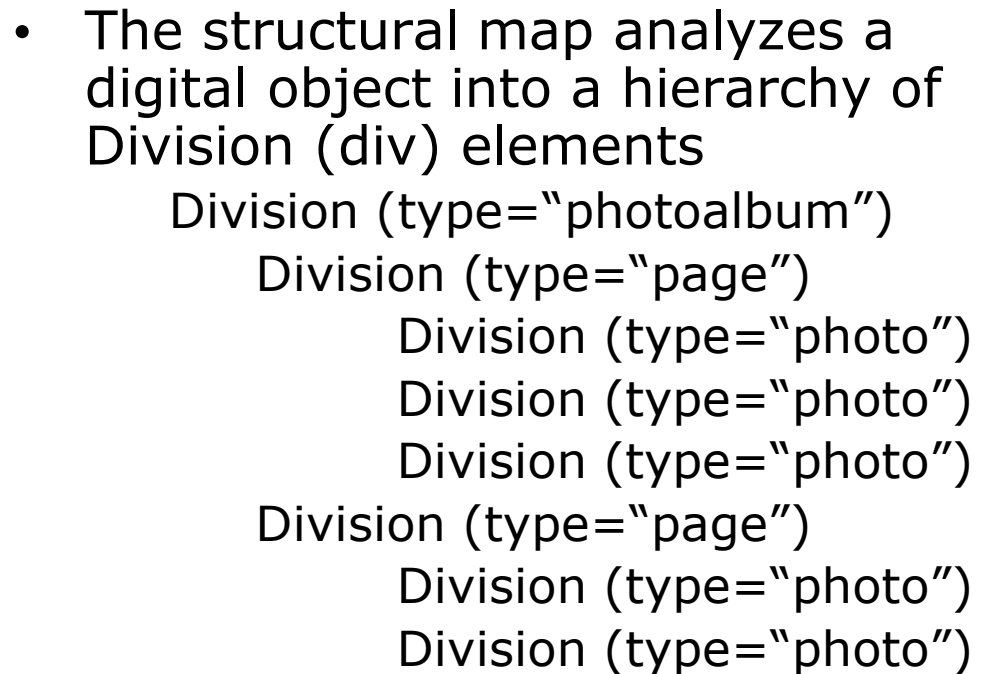 • The structural map analyzes a
digital object into a hierarchy of
Division (div) elements
Division (type=“photoalbum”)
Division (type=“page”)
Division (type=“photo”)
Division (type=“photo”)
Division (type=“photo”)
Division (type=“page”)
Division (type=“photo”)
Division (type=“photo”)